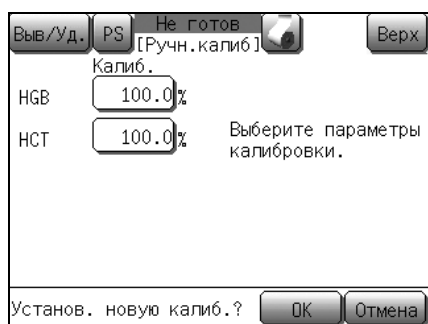 Выв/Уд. PS Не готов Верх
[Ручн.калиб]
Калиб.
HGB 100.0 %
HCT 100.0 % Выберите параметры
калибровки.
Установ. новую калиб.? OK Отмена